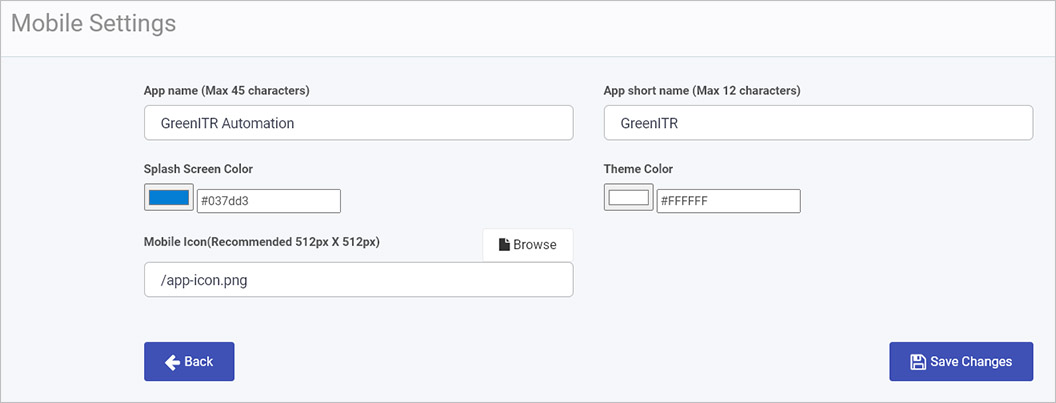 Mobile Settings
App name (Max 45 characters)
App short name (Max 12 characters)
GreenITR Automation
GreenITR
Splash Screen Color
Theme Color
#037dd3
#FFFFFF
Mobile Icon(Recommended 512px X 512px)
Browse
/app-icon.png
Back
Save Changes